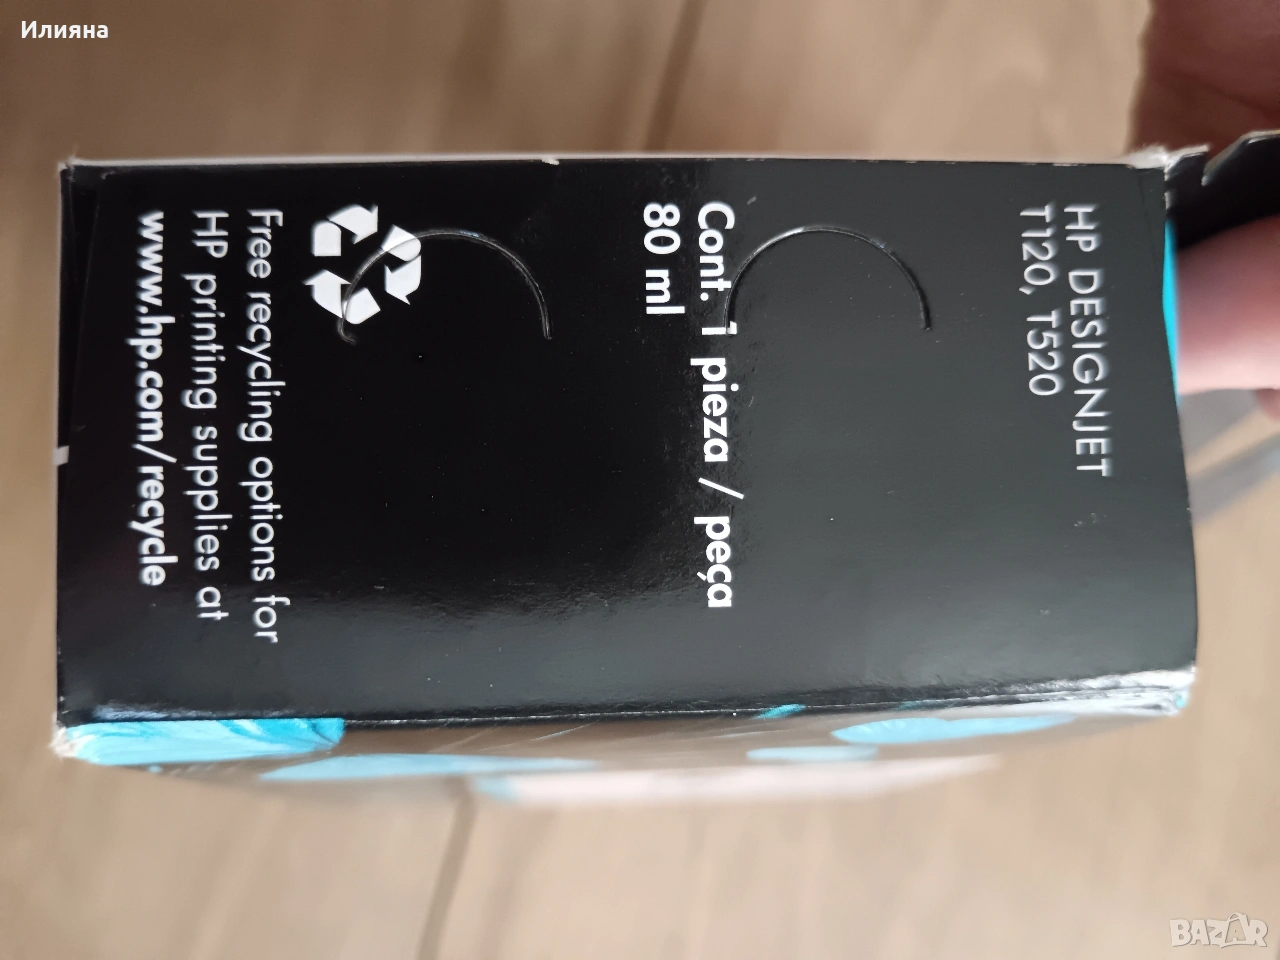 Илияна
HP DESIGNJET
T120, T520
Cont. 1 pieza / peça
80 ml
Free recycling options for
HP printing supplies at
www.hp.com/recycle
BAZAR